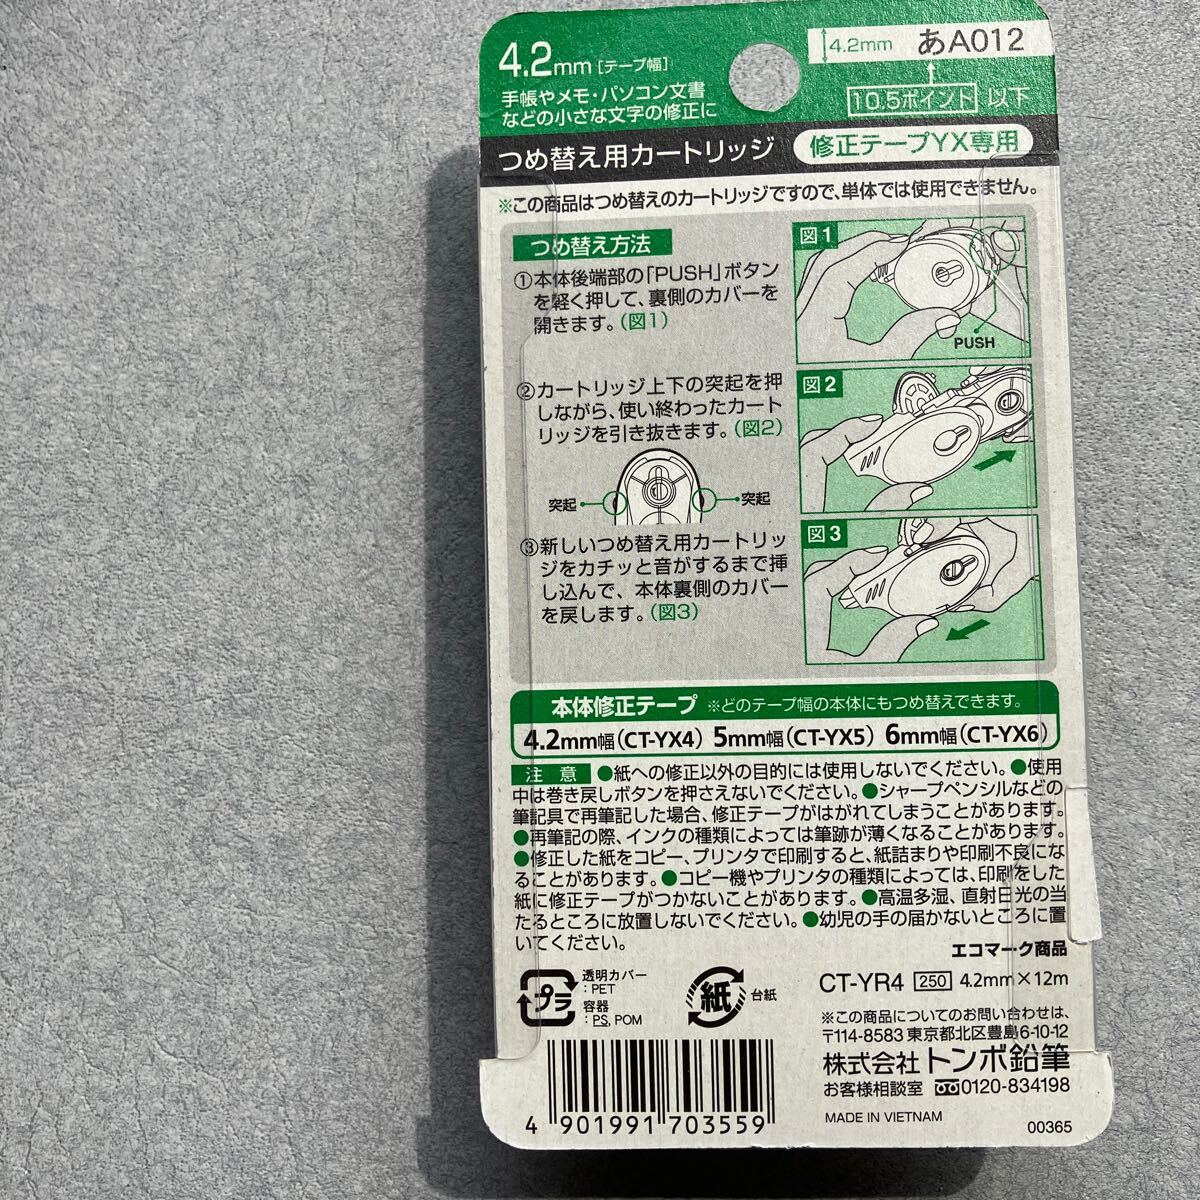 4.2mm[テープ幅]
手帳やメモ・パソコン文書
などの小さな文字の修正に
4.2mm あA012
10.5ポイント 以下
つめ替え用カートリッジ 修正テープYX専用
※この商品はつめ替えのカートリッジですので、単体では使用できません。
つめ替え方法
①本体後端部の「PUSH」ボタン
を軽く押して、裏側のカバーを
開きます。(図1)
②カートリッジ上下の突起を押
しながら、使い終わったカート
リッジを引き抜きます。(図2)
突起 突起
③新しいつめ替え用カートリッ
ジをカチッと音がするまで挿
し込んで、本体裏側のカバー
を戻します。(図3)
図1
PUSH
図2
図3
本体修正テープ ※どのテープ幅の本体にもつめ替えできます。
4.2mm幅(CT-YX4) 5mm幅(CT-YX5) 6mm幅(CT-YX6)
注意 ●紙への修正以外の目的には使用しないでください。●使用
中は巻き戻しボタンを押さえないでください。●シャープペンシルなどの
筆記具で再筆記した場合、修正テープがはがれてしまうことがあります。
●再筆記の際、インクの種類によっては筆跡が薄くなることがあります。
●修正した紙をコピー、プリンタで印刷すると、紙詰まりや印刷不良にな
ることがあります。●コピー機やプリンタの種類によっては、印刷をした
紙に修正テープがつかないことがあります。●高温多湿、直射日光の当
たるところに放置しないでください。●幼児の手の届かないところに置
いてください。
エコマーク商品
プラ
透明カバー
:PET
容器
:PS, POM
紙 台紙
CT-YR4 250 4.2mm×12m
※この商品についてのお問い合わせは、
〒114-8583 東京都北区豊島6-10-12
株式会社 トンボ鉛筆
お客様相談室 0120-834198
MADE IN VIETNAM
00365
4 901991 703559